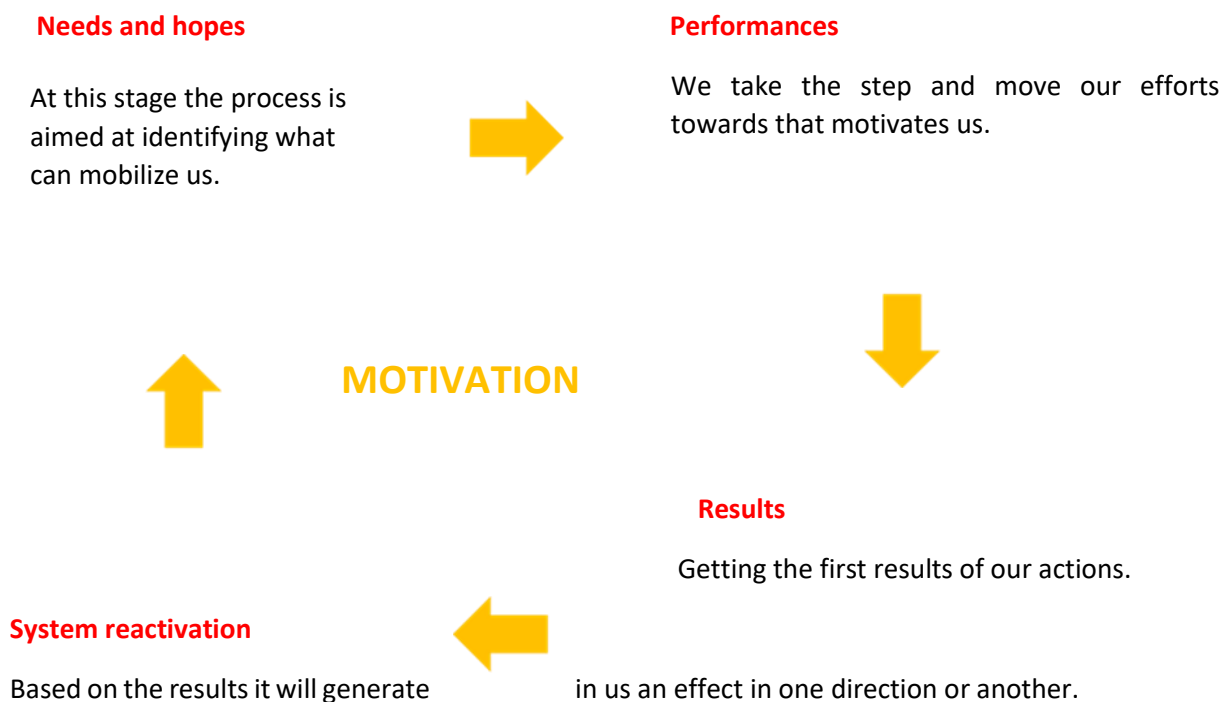 Needs and hopes
At this stage the process is
aimed at identifying what
can mobilize us.
Performances
We take the step and move our efforts
towards that motivates us.
MOTIVATION
Results
Getting the first results of our actions.
System reactivation
Based on the results it will generate in us an effect in one direction or another.